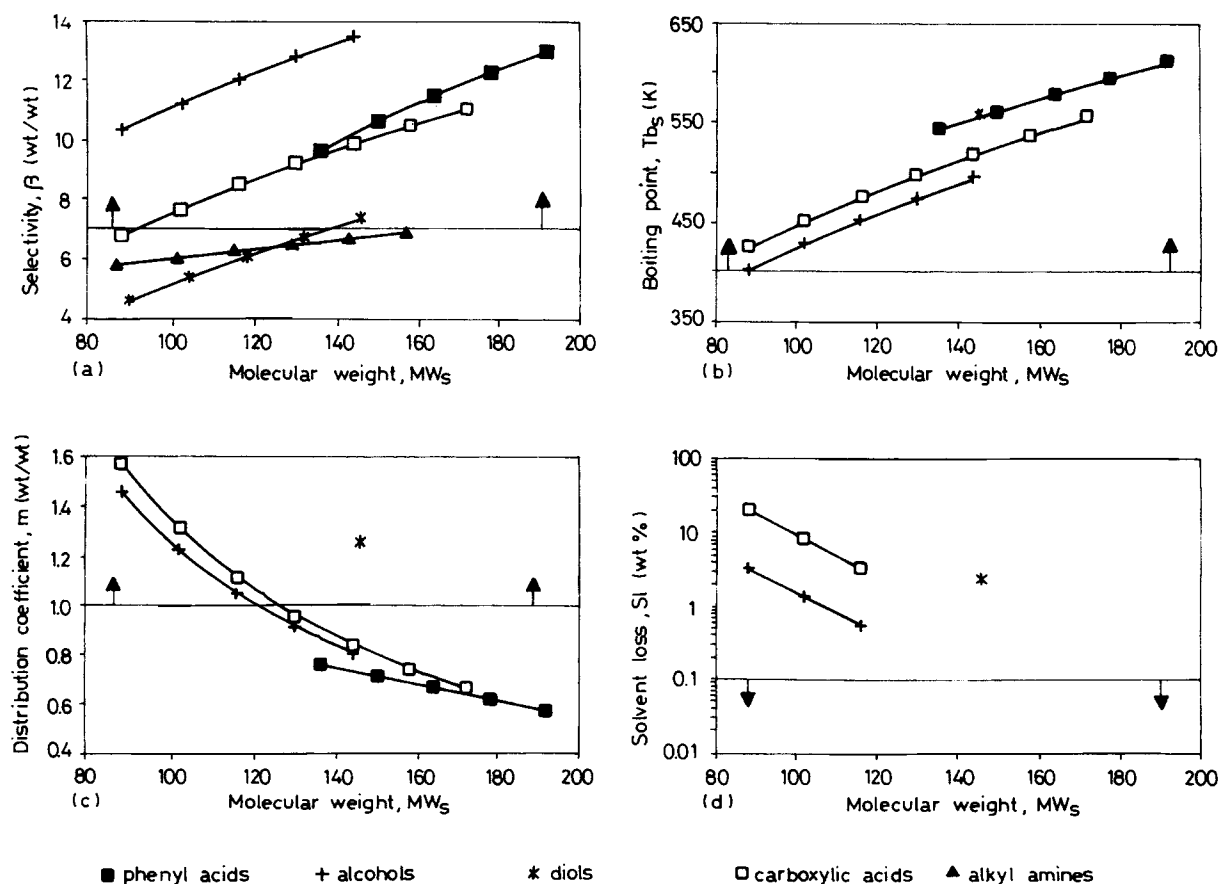 14
12
10
8
6
4
Selectivity, β (wt/wt)
80 100 120 140 160 180 200
(a) Molecular weight, MWS
650
550
450
350
Boiting point, TbS (K)
80 100 120 140 160 180 200
(b) Molecular weight, MWS
1.6
1.4
1.2
1.0
0.8
0.6
0.4
Distribution coefficient, m (wt/wt)
80 100 120 140 160 180 200
(c) Molecular weight, MWS
100
10
1
0.1
0.01
Solvent loss, Sl (wt %)
80 100 120 140 160 180 200
(d) Molecular weight, MWS
phenyl acids alcohols diols carboxylic acids alkyl amines